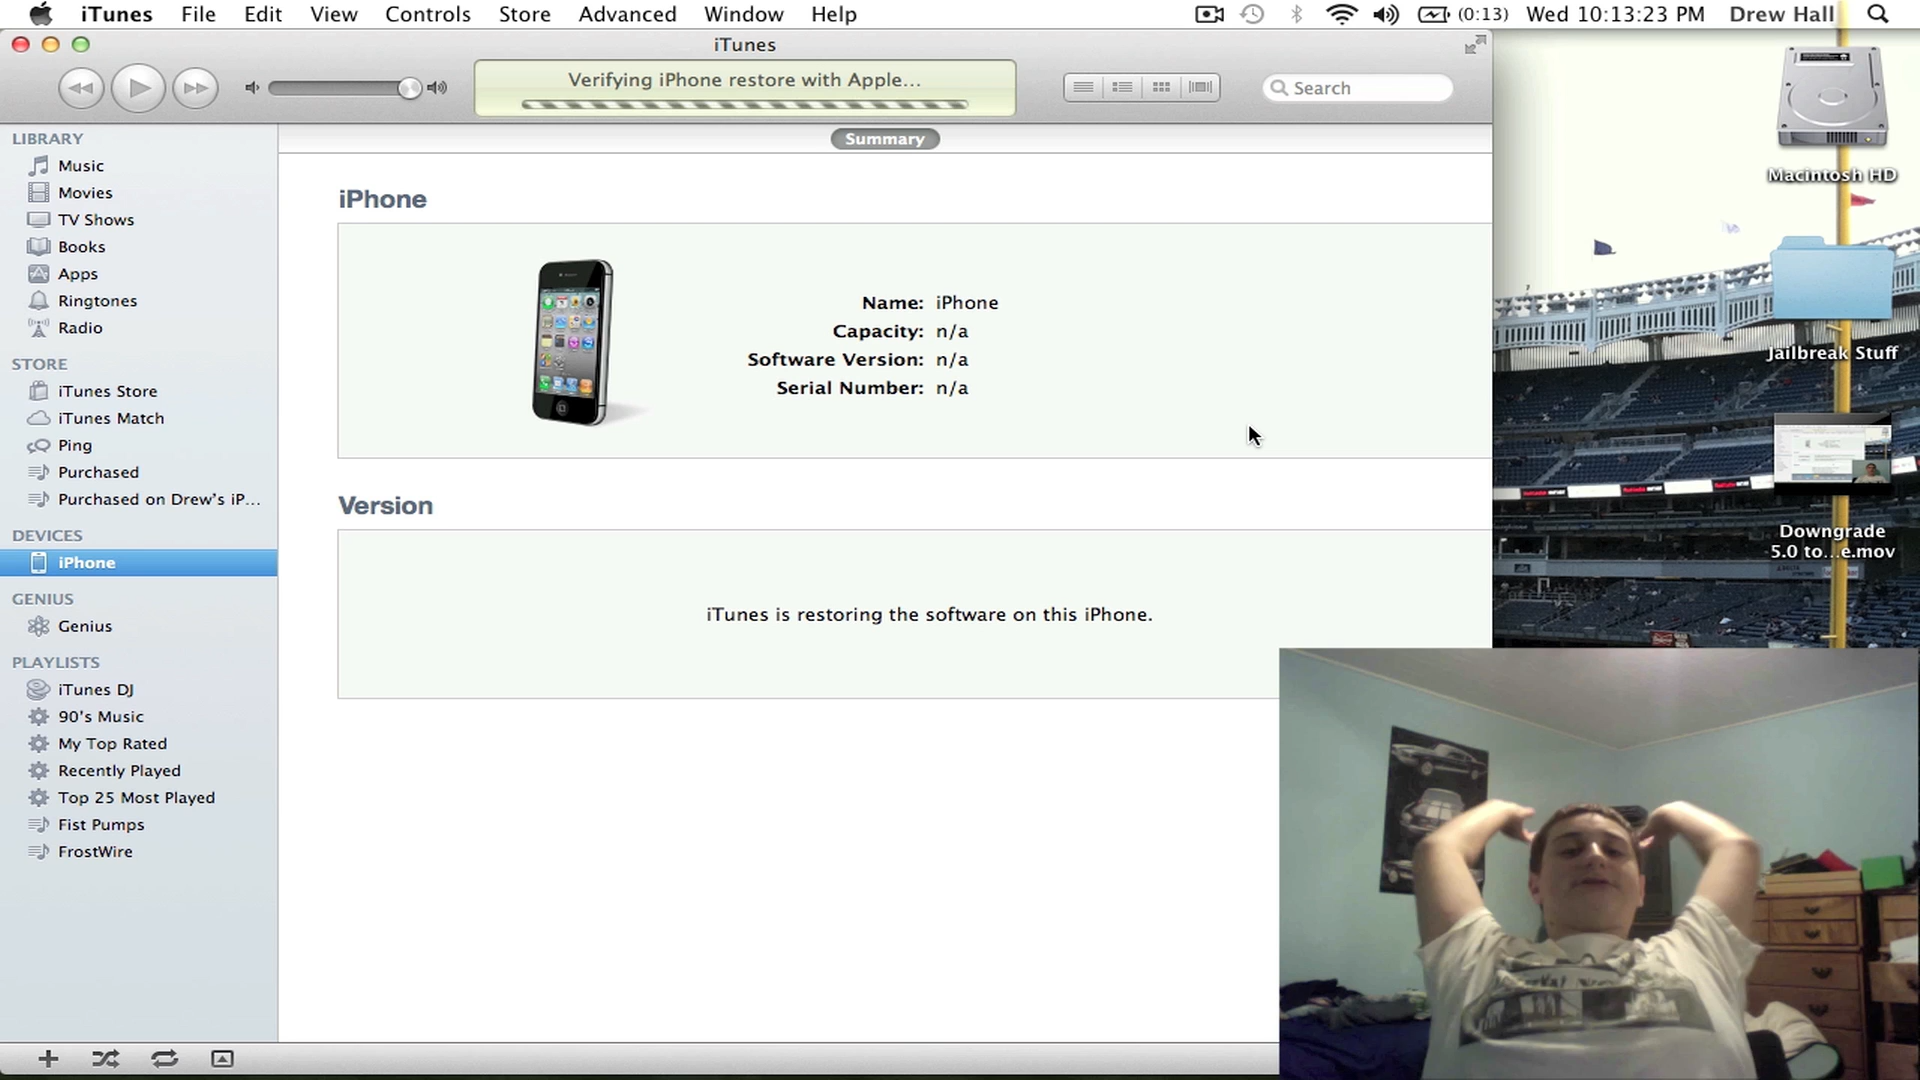 iTunes File Edit View Controls Store Advanced Window Help (0:13) Wed 10:13:23 PM Drew Hall
iTunes
Verifying iPhone restore with Apple...
Search
Summary
LIBRARY
Music
Movies
TV Shows
Books
Apps
Ringtones
Radio
STORE
iTunes Store
iTunes Match
Ping
Purchased
Purchased on Drew's iP...
DEVICES
iPhone
GENIUS
Genius
PLAYLISTS
iTunes DJ
90's Music
My Top Rated
Recently Played
Top 25 Most Played
Fist Pumps
FrostWire
iPhone
Name: iPhone
Capacity: n/a
Software Version: n/a
Serial Number: n/a
Version
iTunes is restoring the software on this iPhone.
Macintosh HD
Jailbreak Stuff
Downgrade
5.0 to...e.mov